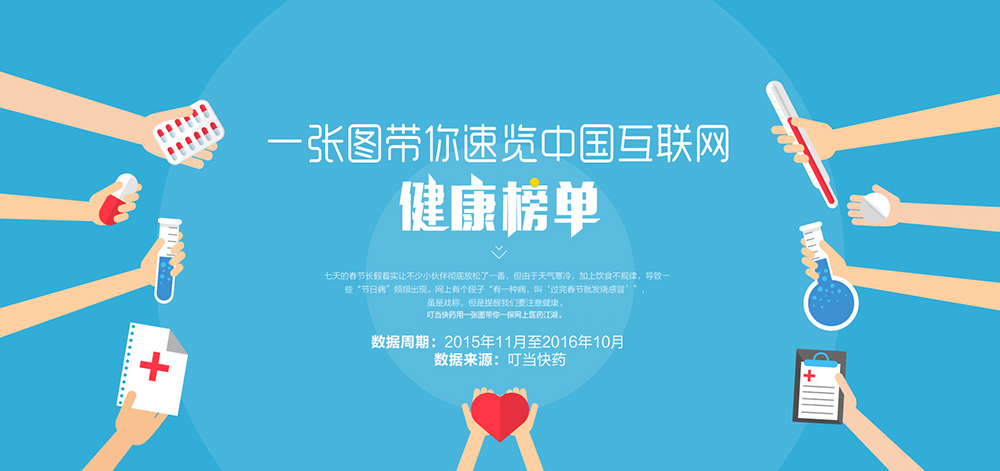 一张图带你速览中国互联网
健康榜单
七天的春节长假着实让不少小伙伴彻底放松了一番，但由于天气寒冷、加上饮食不规律，导致一
些“节日病”频频出现。网上有个段子“有一种病，叫‘过完春节就发烧感冒’”，
虽是戏称，但是提醒我们要注意健康。
叮当快药用一张图带你一探网上医药江湖。
数据周期：2015年11月至2016年10月
数据来源：叮当快药